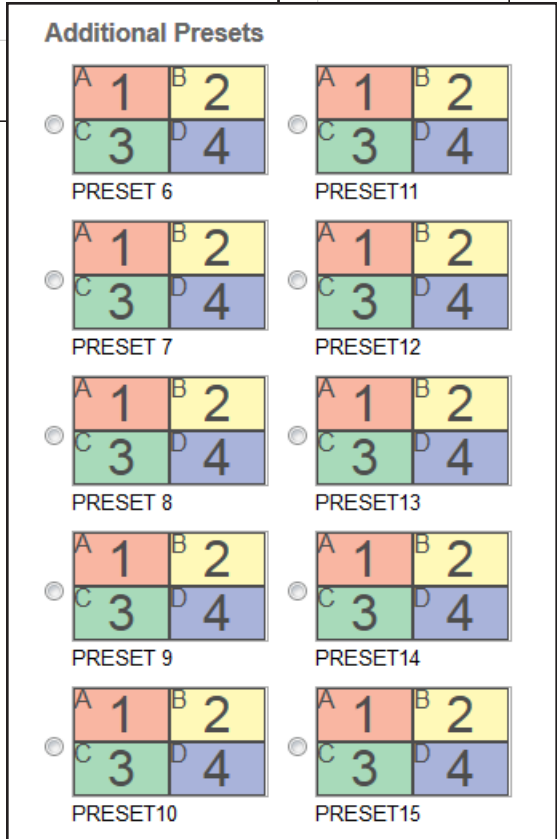 Additional Presets
A 1 B 2 A 1 B 2
C 3 D 4 C 3 D 4
PRESET 6 PRESET11
A 1 B 2 A 1 B 2
C 3 D 4 C 3 D 4
PRESET 7 PRESET12
A 1 B 2 A 1 B 2
C 3 D 4 C 3 D 4
PRESET 8 PRESET13
A 1 B 2 A 1 B 2
C 3 D 4 C 3 D 4
PRESET 9 PRESET14
A 1 B 2 A 1 B 2
C 3 D 4 C 3 D 4
PRESET10 PRESET15